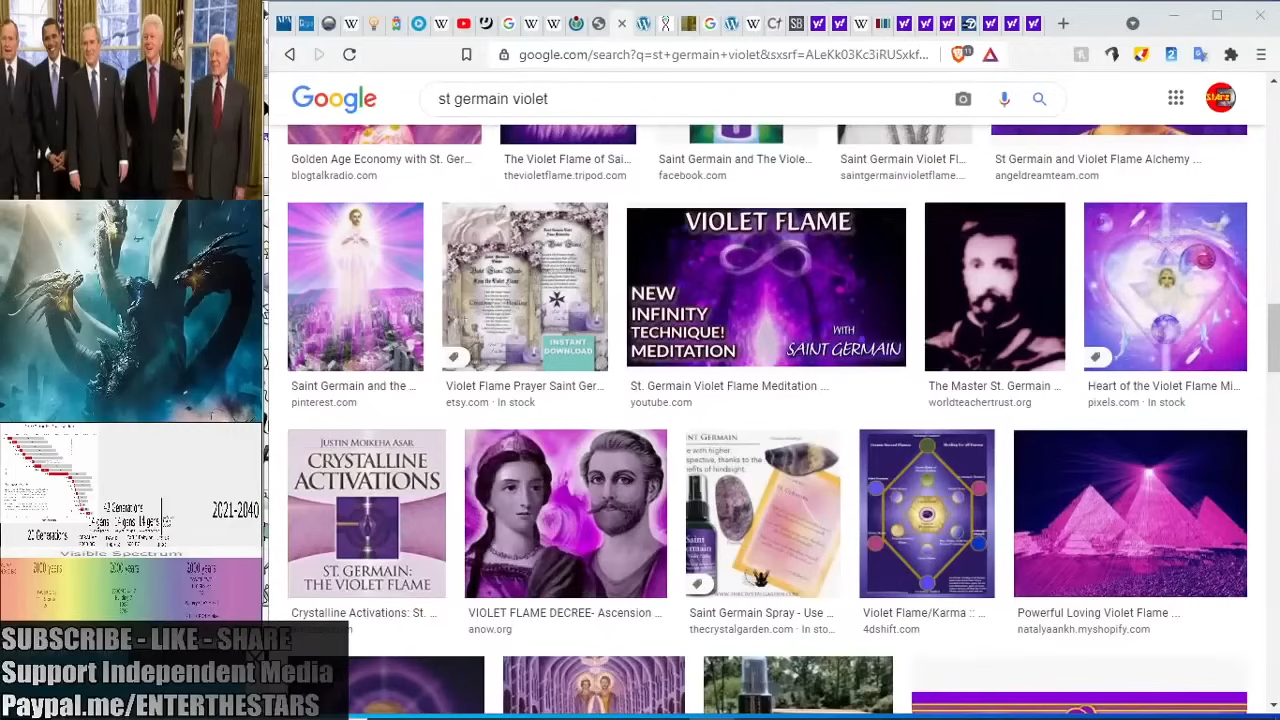 google.com/search?q=st+germain+violet&sxsrf=ALeKk03Kc3iRUSxkf...
11
2
Google
st germain violet
Golden Age Economy with St. Ger...
blogtalkradio.com
The Violet Flame of Sai...
thevioletflame.tripod.com
Saint Germain and The Viole...
facebook.com
Saint Germain Violet Fl...
saintgermainvioletflame....
St Germain and Violet Flame Alchemy ...
angeldreamteam.com
INSTANT
DOWNLOAD
VIOLET FLAME
NEW
INFINITY
TECHNIQUE!
MEDITATION
WITH
SAINT GERMAIN
Saint Germain and the ...
pinterest.com
Violet Flame Prayer Saint Ger...
etsy.com · In stock
St. Germain Violet Flame Meditation ...
youtube.com
The Master St. Germain ...
worldteachertrust.org
Heart of the Violet Flame Mi...
pixels.com · In stock
JUSTIN MOIKEHA ASAR
CRYSTALLINE
ACTIVATIONS
ST. GERMAIN:
THE VIOLET FLAME
Saint
Germain
Crystalline Activations: St. ...
VIOLET FLAME DECREE- Ascension ...
anow.org
Saint Germain Spray - Use ...
thecrystalgarden.com · In sto...
Violet Flame/Karma :: ...
4dshift.com
Powerful Loving Violet Flame ...
natalyaankh.myshopify.com
2021-2040
Visible Spectrum
SUBSCRIBE - LIKE - SHARE
Support Independent Media
Paypal.me/ENTERTHESTARS